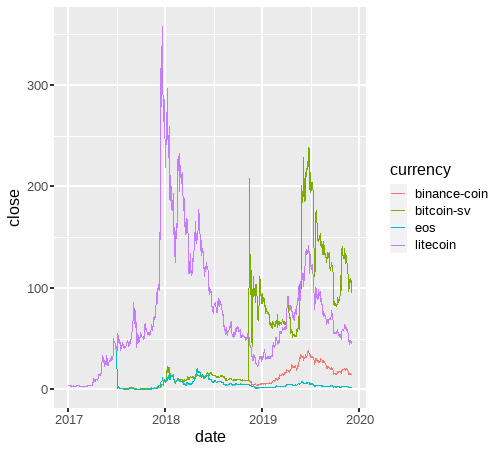 300
200
100
0
close
2017
2018
2019
2020
date
currency
binance-coin
bitcoin-sv
eos
litecoin